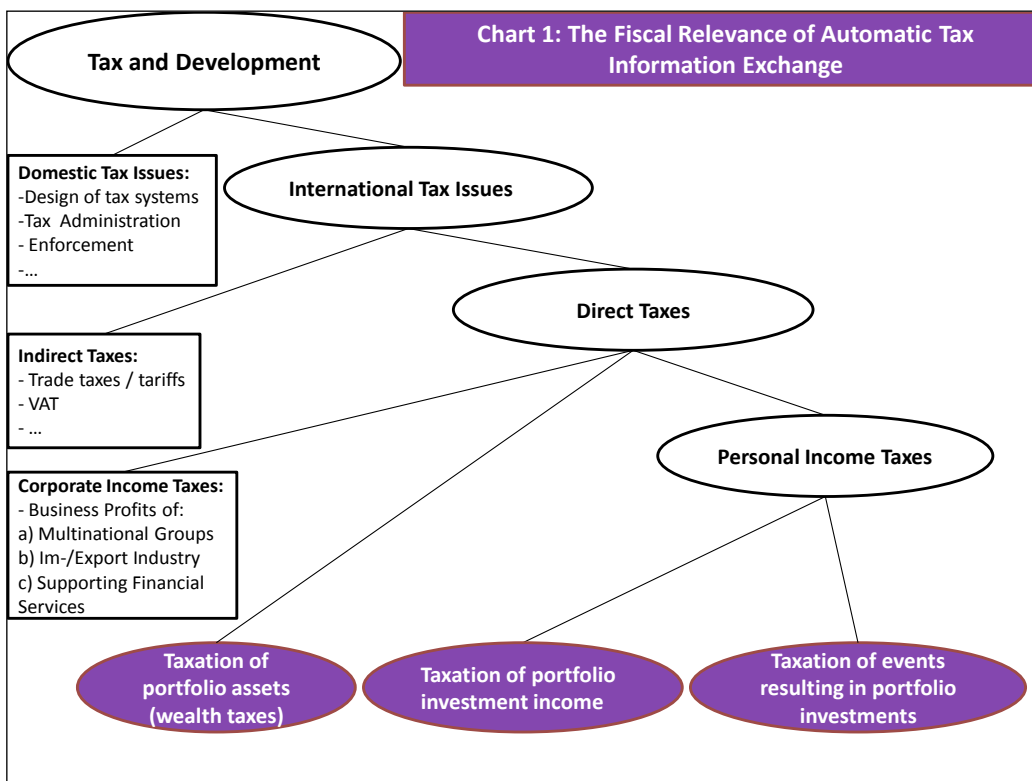 Chart 1: The Fiscal Relevance of Automatic Tax
Information Exchange
Tax and Development
Domestic Tax Issues:
-Design of tax systems
-Tax Administration
- Enforcement
-...
International Tax Issues
Direct Taxes
Indirect Taxes:
- Trade taxes / tariffs
- VAT
- ...
Personal Income Taxes
Corporate Income Taxes:
- Business Profits of:
a) Multinational Groups
b) Im-/Export Industry
c) Supporting Financial
Services
Taxation of
portfolio assets
(wealth taxes)
Taxation of portfolio
investment income
Taxation of events
resulting in portfolio
investments